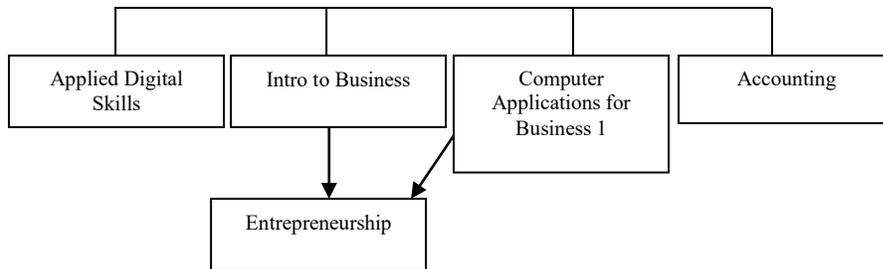 Applied Digital
Skills
Intro to Business
Computer
Applications for
Business 1
Accounting
Entrepreneurship